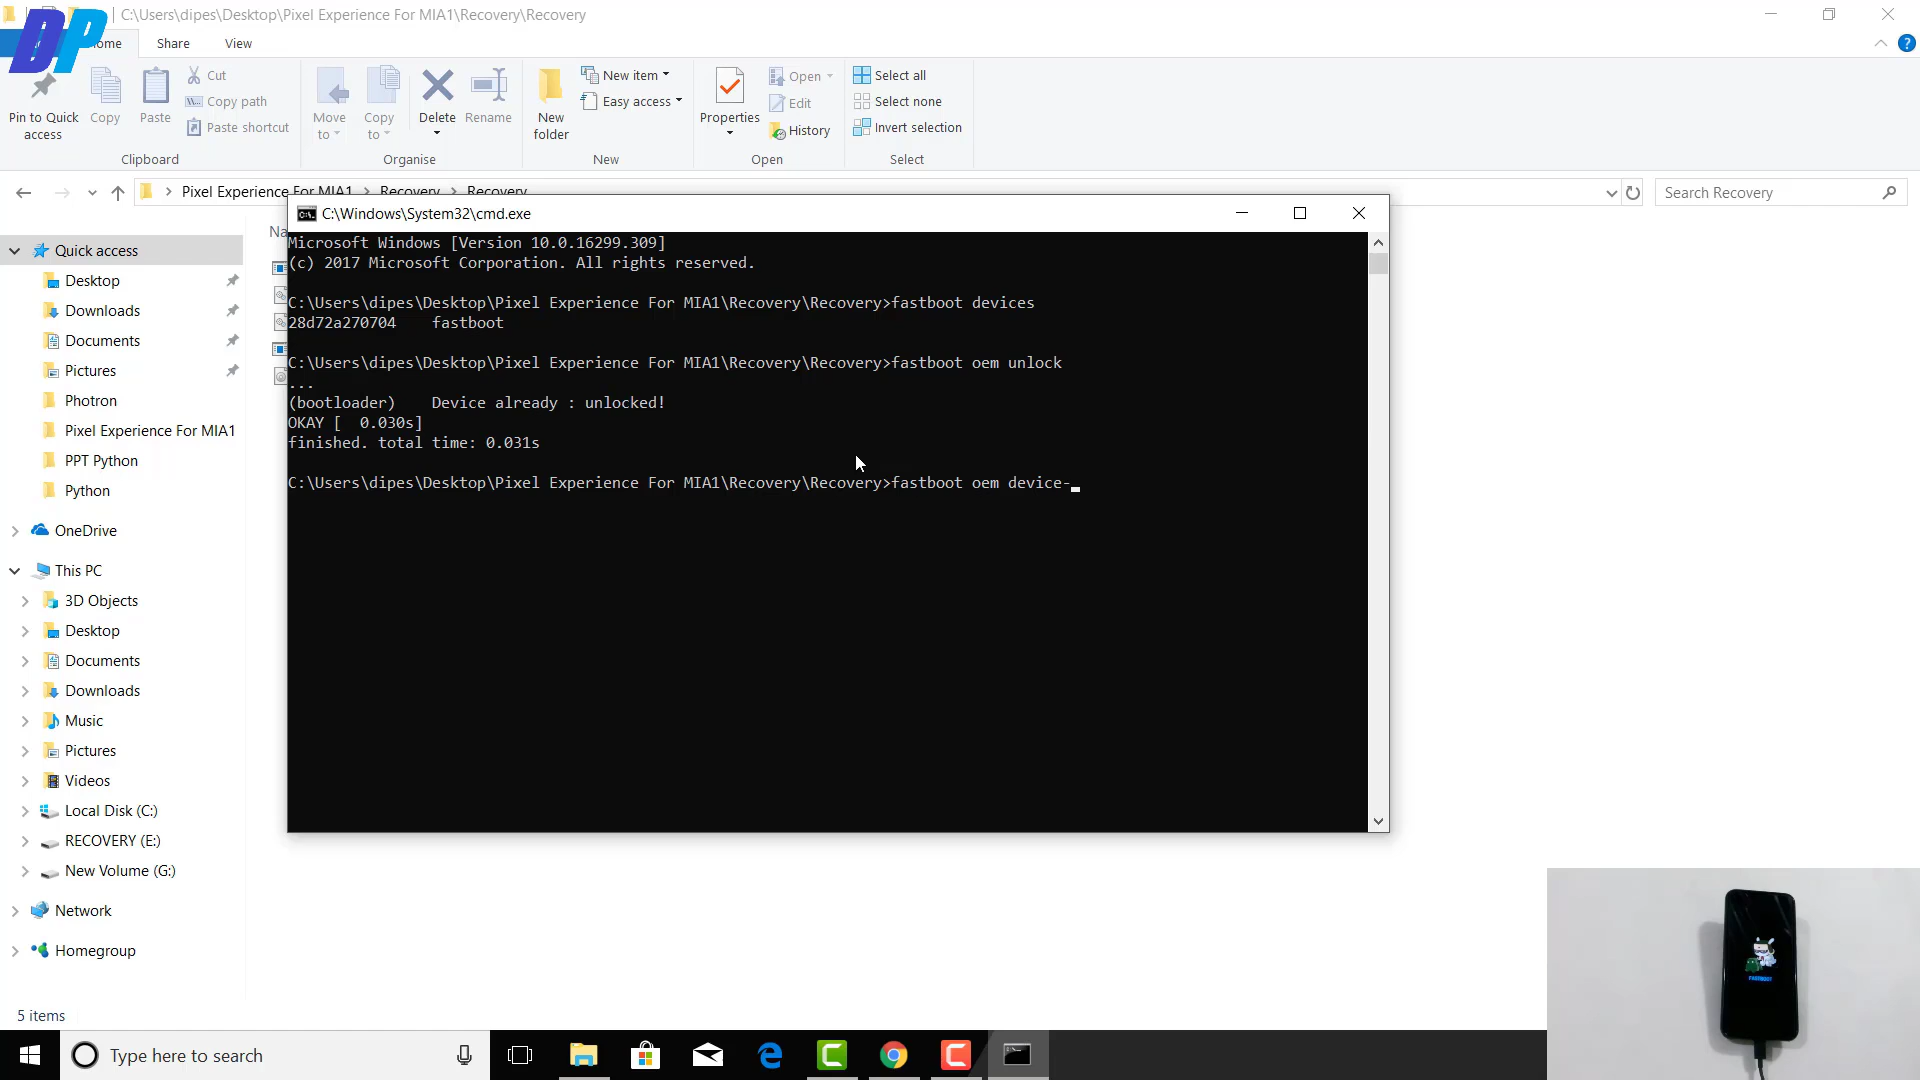 C:\Users\dipes\Desktop\Pixel Experience For MIA1\Recovery\Recovery
DP
ome
Share
View
Pin to Quick access
Copy
Paste
Cut
Copy path
Paste shortcut
Clipboard
Move to
Copy to
Delete
Rename
Organise
New folder
New item
Easy access
New
Properties
Open
Edit
History
Open
Select all
Select none
Invert selection
Select
Pixel Experience For MIA1 > Recovery > Recovery
Search Recovery
C:\Windows\System32\cmd.exe
Na
Microsoft Windows [Version 10.0.16299.309]
(c) 2017 Microsoft Corporation. All rights reserved.
C:\Users\dipes\Desktop\Pixel Experience For MIA1\Recovery\Recovery>fastboot devices
28d72a270704    fastboot
C:\Users\dipes\Desktop\Pixel Experience For MIA1\Recovery\Recovery>fastboot oem unlock
...
(bootloader)    Device already : unlocked!
OKAY [  0.030s]
finished. total time: 0.031s
C:\Users\dipes\Desktop\Pixel Experience For MIA1\Recovery\Recovery>fastboot oem device-_
Quick access
Desktop
Downloads
Documents
Pictures
Photron
Pixel Experience For MIA1
PPT Python
Python
OneDrive
This PC
3D Objects
Desktop
Documents
Downloads
Music
Pictures
Videos
Local Disk (C:)
RECOVERY (E:)
New Volume (G:)
Network
Homegroup
5 items
FASTBOOT
Type here to search